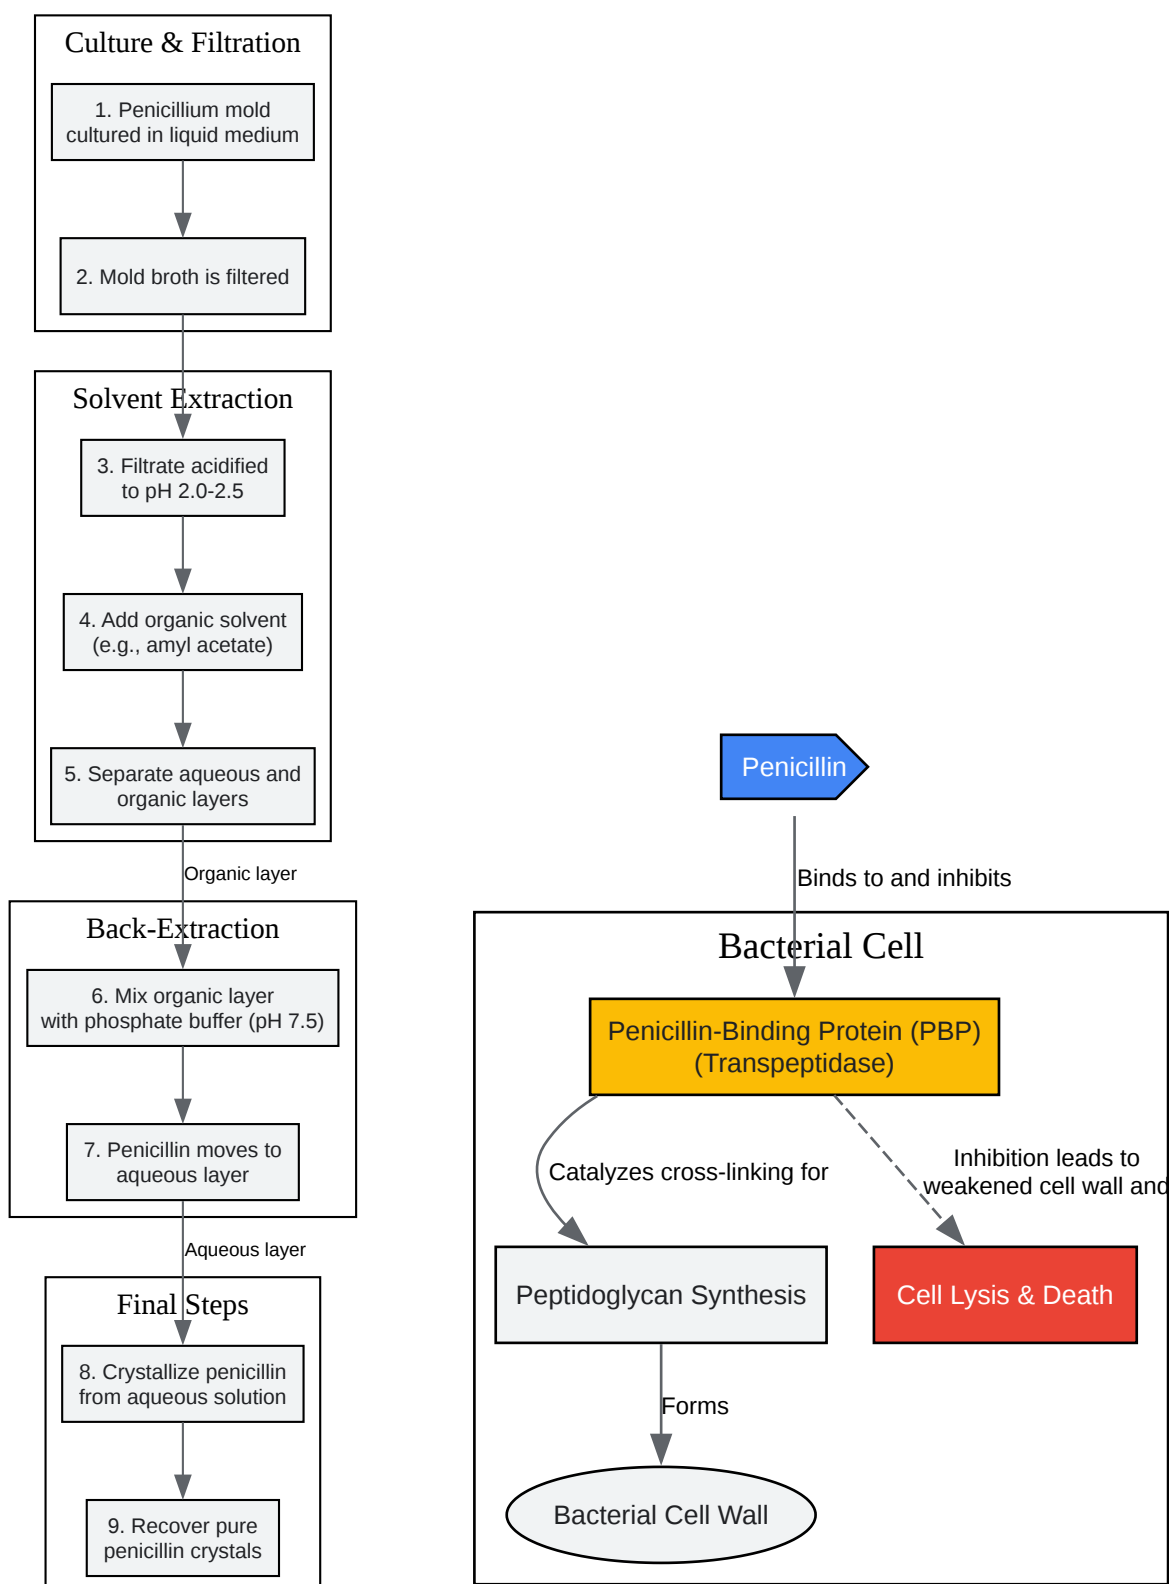 Culture & Filtration
1. Penicillium mold
cultured in liquid medium
2. Mold broth is filtered
Solvent Extraction
3. Filtrate acidified
to pH 2.0-2.5
4. Add organic solvent
(e.g., amyl acetate)
5. Separate aqueous and
organic layers
Organic layer
Back-Extraction
6. Mix organic layer
with phosphate buffer (pH 7.5)
7. Penicillin moves to
aqueous layer
Aqueous layer
Final Steps
8. Crystallize penicillin
from aqueous solution
9. Recover pure
penicillin crystals
Penicillin
Binds to and inhibits
Bacterial Cell
Penicillin-Binding Protein (PBP)
(Transpeptidase)
Catalyzes cross-linking for
Inhibition leads to
weakened cell wall and
Peptidoglycan Synthesis
Cell Lysis & Death
Forms
Bacterial Cell Wall